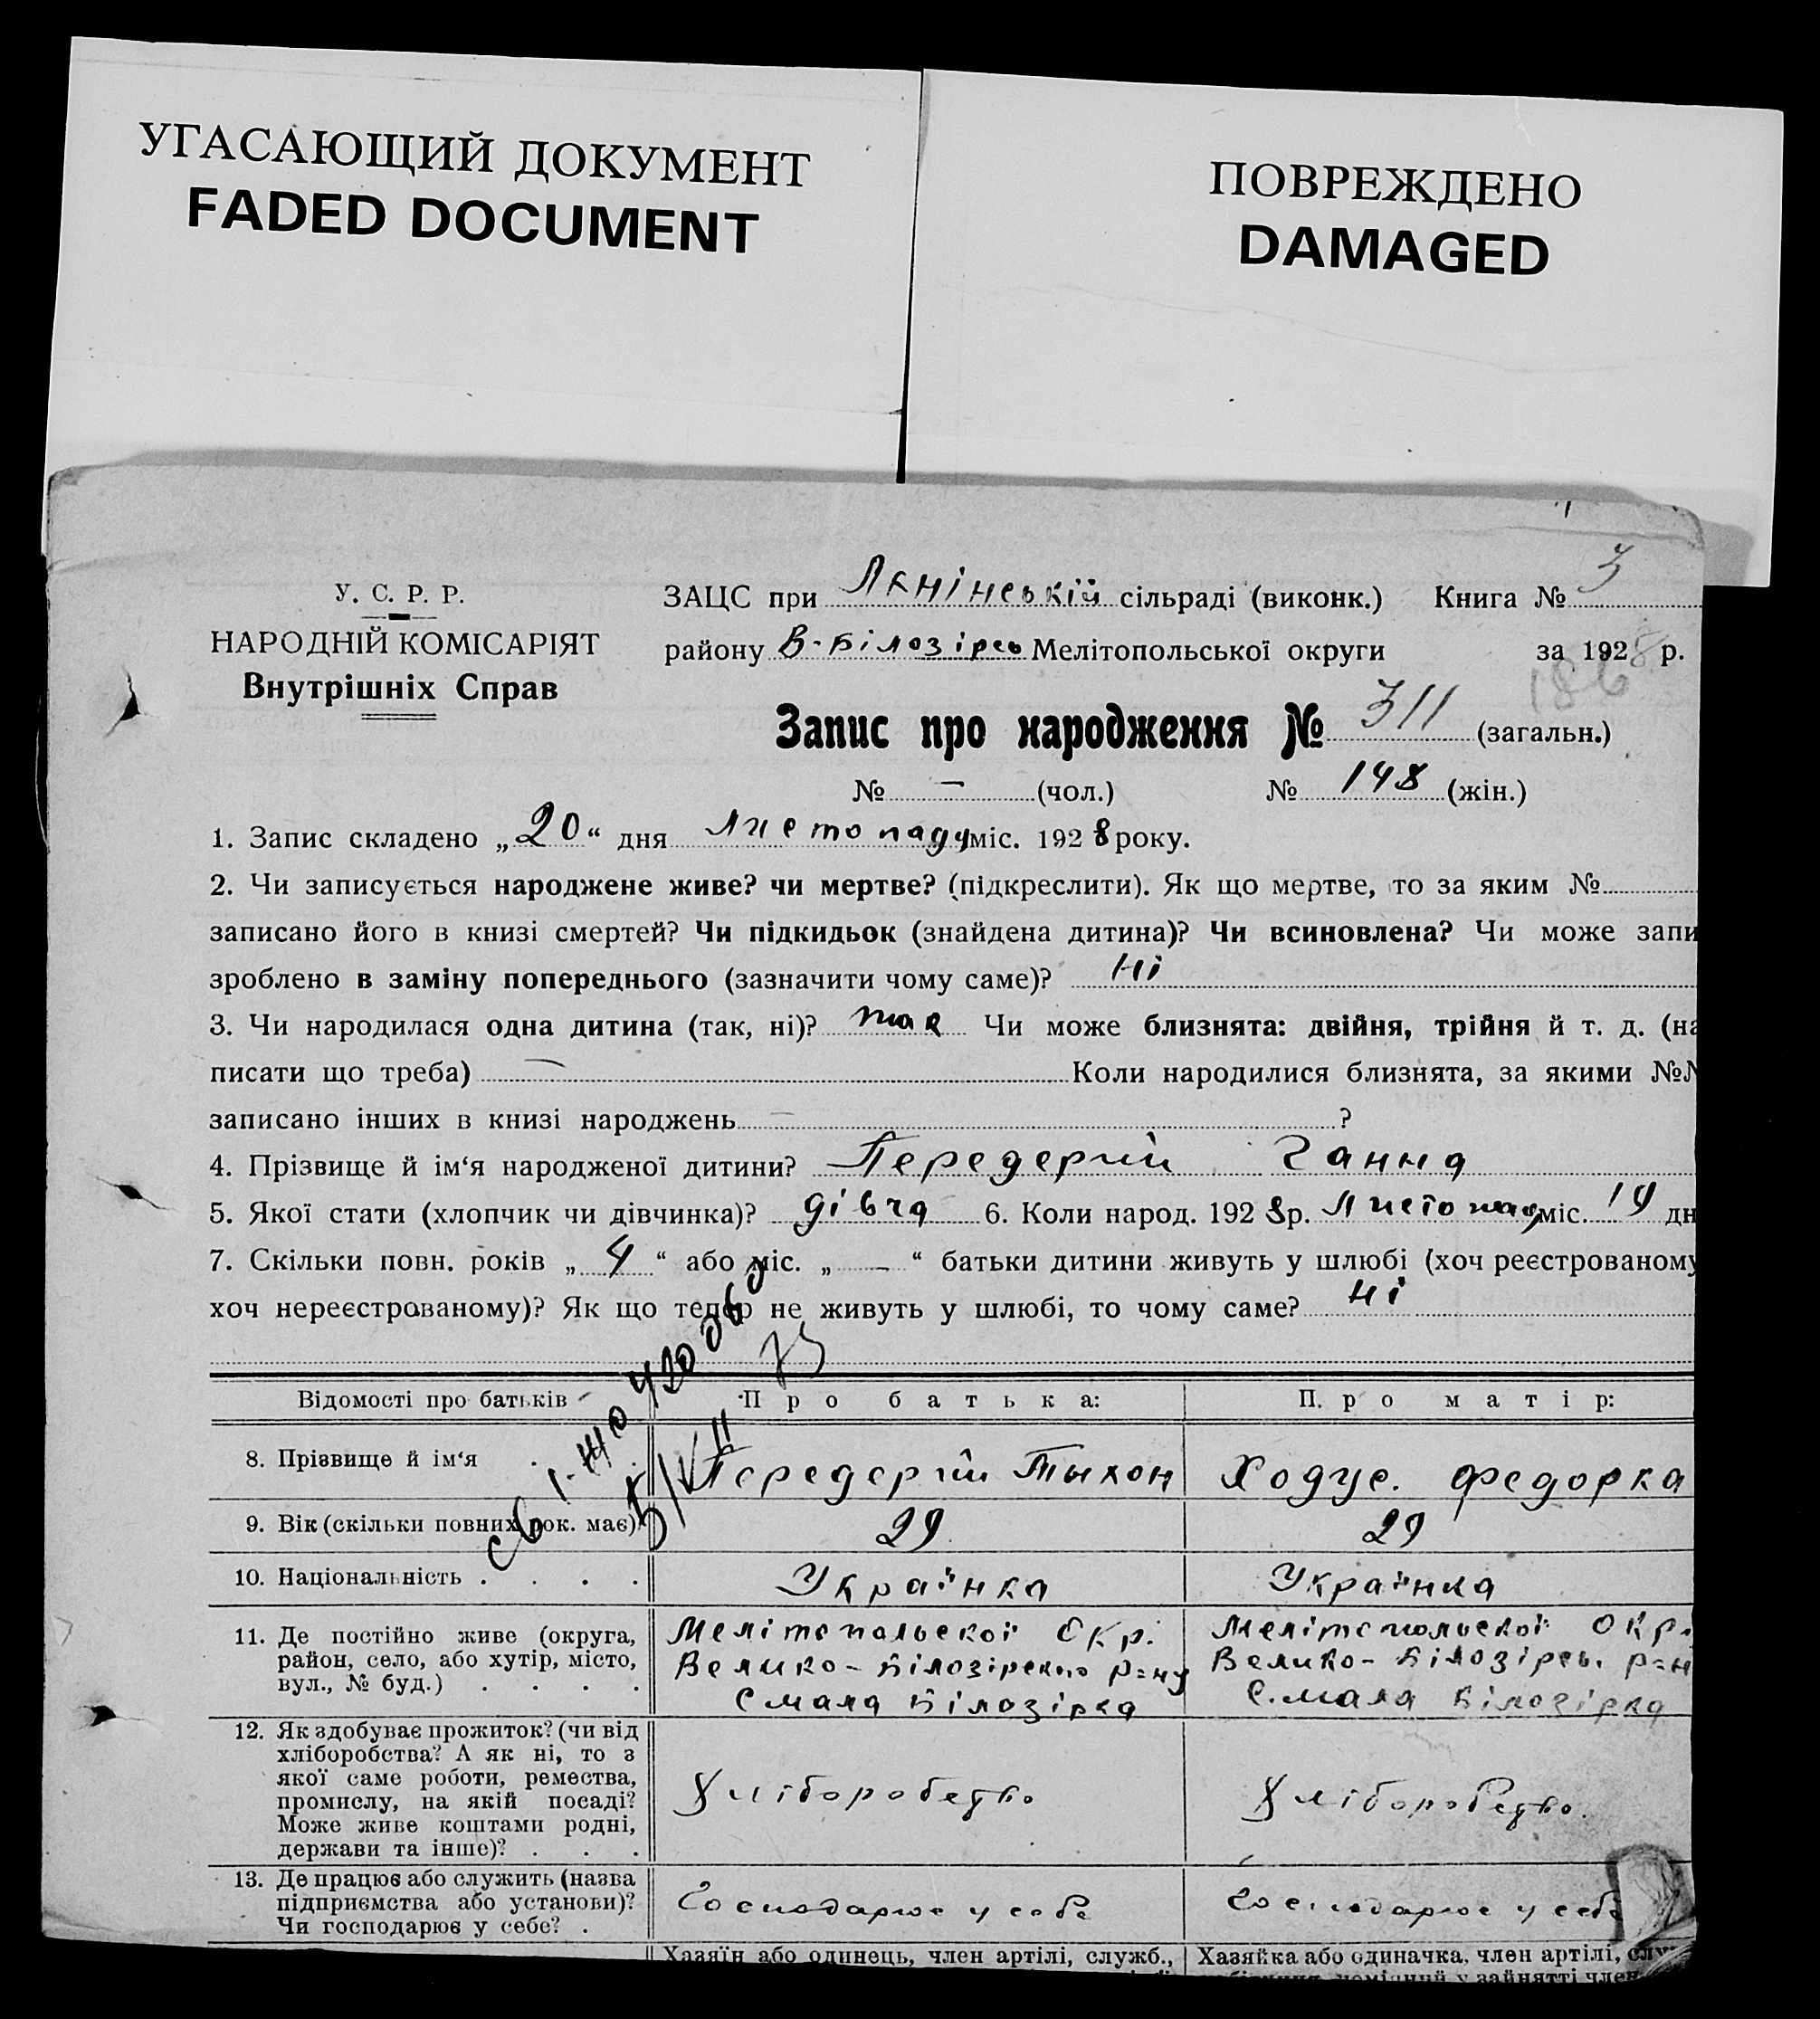 УГАСАЮЩИЙ ДОКУМЕНТ
FADED DOCUMENT
ПОВРЕЖДЕНО
DAMAGED
У. С. Р. Р.
НАРОДНІЙ КОМІСАРІЯТ
Внутрішніх Справ
ЗАЦС при Лкнінській сільраді (виконк.) Книга № 3
району В-Білозірсь Мелітопольської округи за 1928 р.
186
Запис про народження № 311 (загальн.)
№ — (чол.) № 148 (жін.)
1. Запис складено „20“ дня Листопаду міс. 1928 року.
2. Чи записується народжене живе? чи мертве? (підкреслити). Як що мертве, то за яким №
записано його в книзі смертей? Чи підкидьок (знайдена дитина)? Чи всиновлена? Чи може запи
зроблено в заміну попереднього (зазначити чому саме)? Ні
3. Чи народилася одна дитина (так, ні)? так Чи може близнята: двійня, трійня й т. д. (на
писати що треба) — Коли народилися близнята, за якими №№
записано інших в книзі народжень — ?
4. Прізвище й ім‘я народженої дитини? Передерий Ганна
5. Якої стати (хлопчик чи дівчинка)? дівча 6. Коли народ. 1928 р. Листопад міс. 19 дн
7. Скільки повн. років „4“ або міс. „—“ батьки дитини живуть у шлюбі (хоч реєстрованому
хоч нереєстрованому)? Як що тепер не живуть у шлюбі, то чому саме? Ні
Відомості про батьків Про батька: Про матір:
8. Прізвище й ім‘я . . Передерий Тыхон Ходус. Федорка
9. Вік (скільки повних рок. має) 29. 29
10. Національність . . . . Українка Українка
11. Де постійно живе (округа, Мелітопольської Окр. Мелітопольської Окр.
район, село, або хутір, місто, Велико-Білозірского р=ну Велико-Білозірсь. р=н
вул., № буд.) . . . . С мала Білозірка С. мала Білозірка
12. Як здобуває прожиток? (чи від
хліборобства? А як ні, то з
якої саме роботи, ремества, Хліборобство Хліборобство.
промислу, на якій посаді?
Може живе коштами родні,
держави та інше)? . . .
13. Де працює або служить (назва
підприємства або установи)? Господарює у себе Господарює у себе
Чи господарює у себе? .
Хазяїн або одинець, член артілі, служб., Хазяйка або одиначка, член артілі,
у зайнятті член